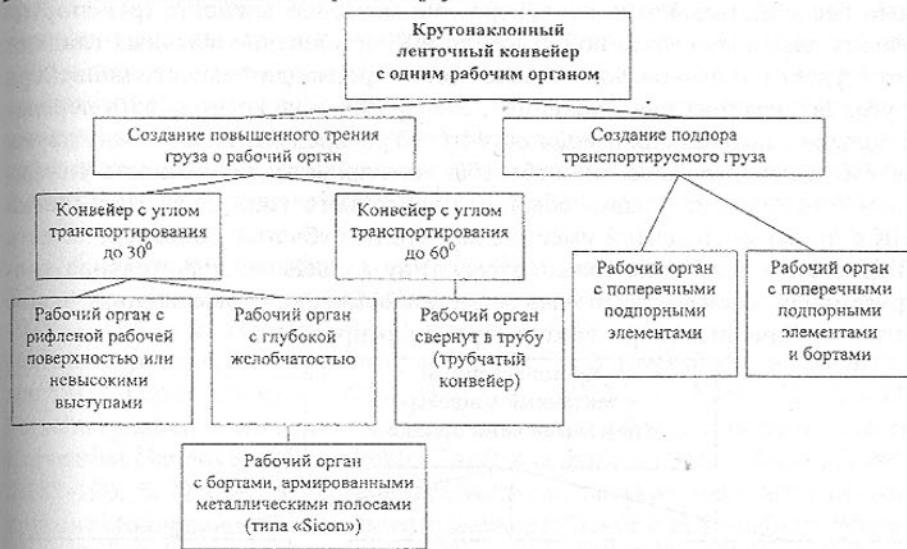 Крутонаклонный
ленточный конвейер
с одним рабочим органом
Создание повышенного трения
груза о рабочий орган
Создание подпора
транспортируемого груза
Конвейер с углом
транспортирования
до 30⁰
Конвейер с углом
транспортирования
до 60⁰
Рабочий орган с
рифленой рабочей
поверхностью или
невысокими
выступами
Рабочий орган
с глубокой
желобчатостью
Рабочий орган
свернут в трубу
(трубчатый
конвейер)
Рабочий орган
с поперечными
подпорными
элементами
Рабочий орган
с поперечными
подпорными
элементами
и бортами
Рабочий орган
с бортами, армированными
металлическими полосами
(типа «Sicon»)